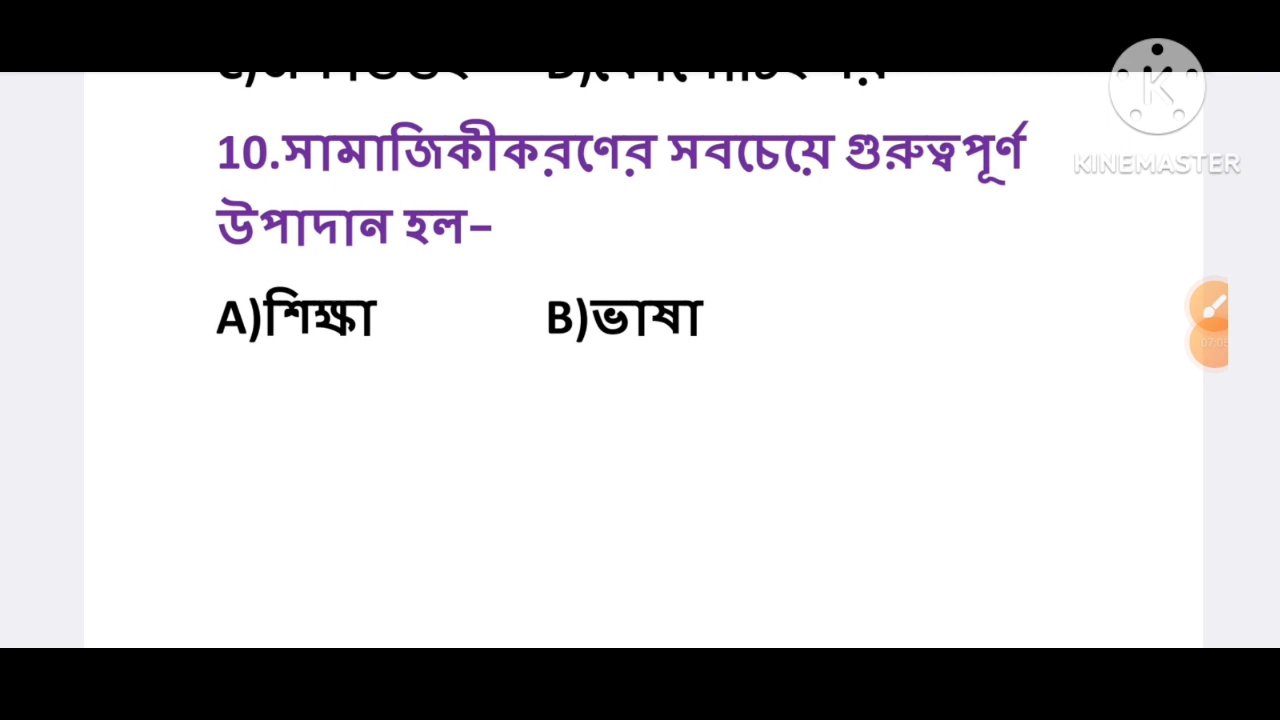 10.সামাজিকীকরণের সবচেয়ে গুরুত্বপূর্ণ
উপাদান হল–
A)শিক্ষা B)ভাষা
KINEMASTER